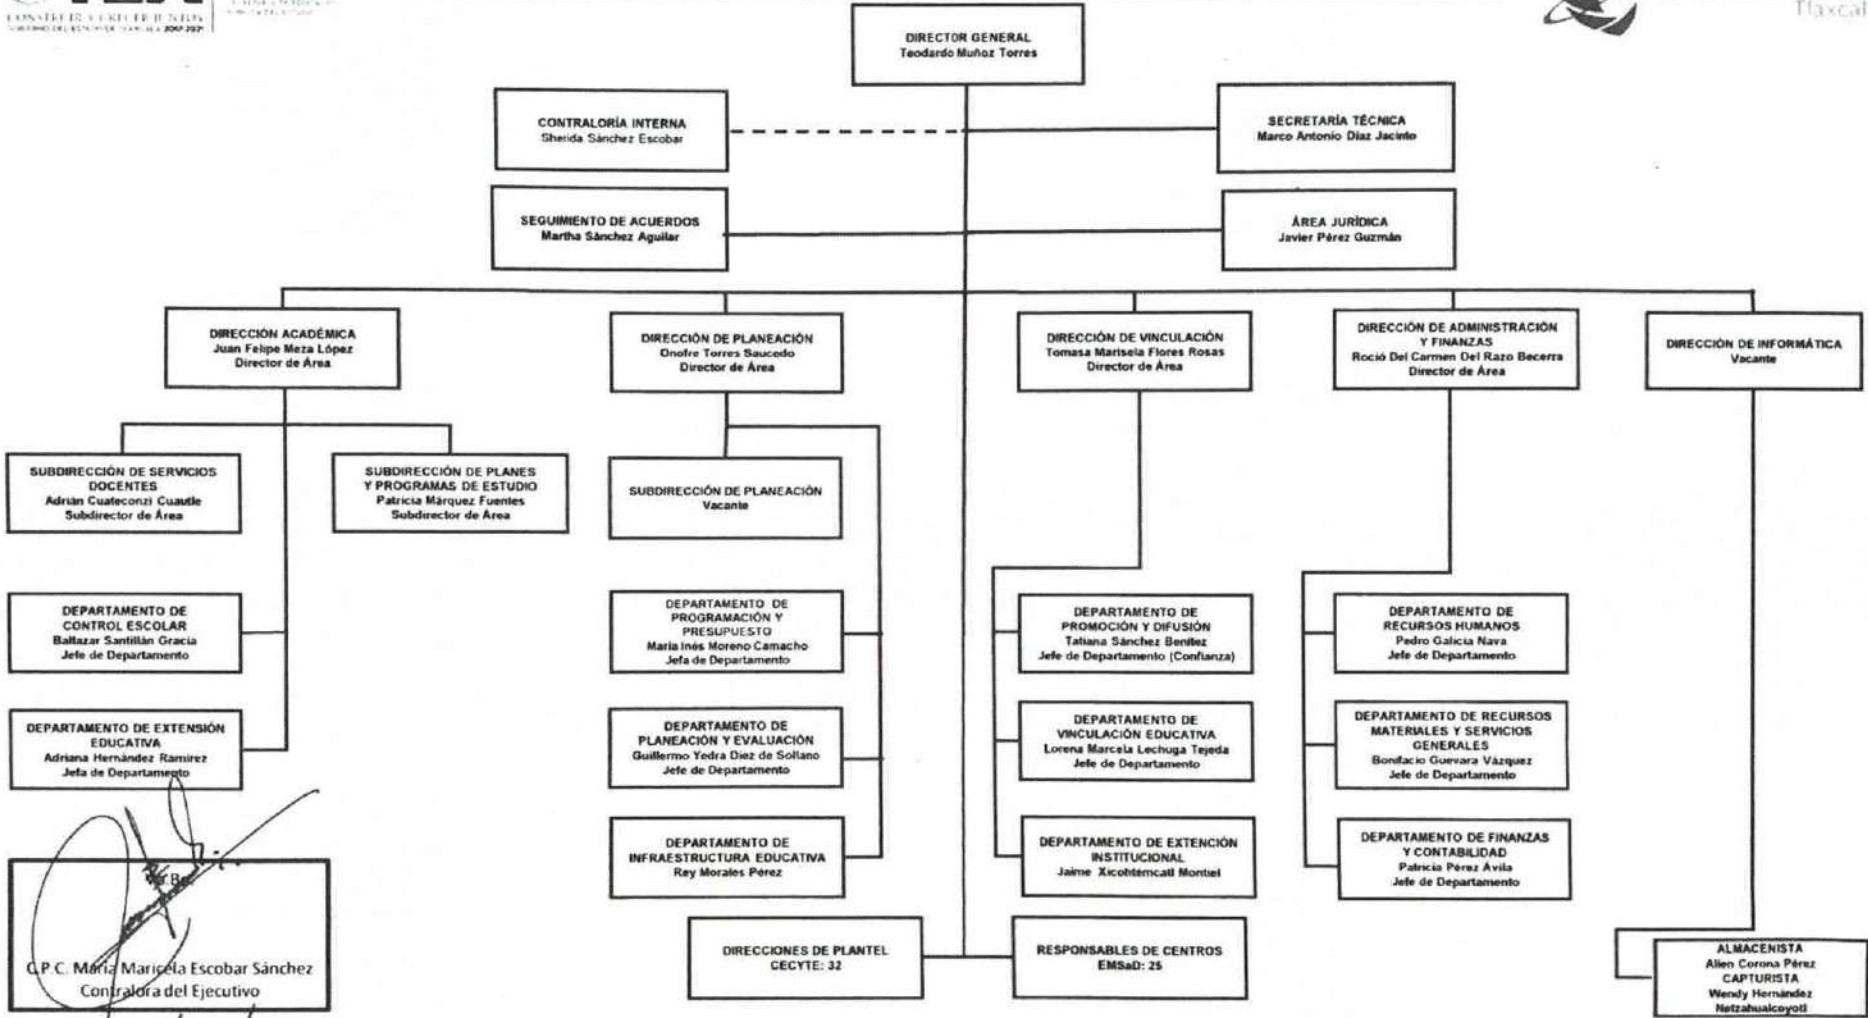 CONSTRUIR Y CRECER JUNTOS
Tlaxcal
DIRECTOR GENERAL
Teodardo Muñoz Torres
CONTRALORÍA INTERNA
Sherida Sánchez Escobar
SECRETARÍA TÉCNICA
Marco Antonio Díaz Jacinto
SEGUIMIENTO DE ACUERDOS
Martha Sánchez Aguilar
ÁREA JURÍDICA
Javier Pérez Guzmán
DIRECCIÓN ACADÉMICA
Juan Felipe Meza López
Director de Área
DIRECCIÓN DE PLANEACIÓN
Onofre Torres Saucedo
Director de Área
DIRECCIÓN DE VINCULACIÓN
Tomasa Marisela Flores Rosas
Director de Área
DIRECCIÓN DE ADMINISTRACIÓN
Y FINANZAS
Roció Del Carmen Del Razo Becerra
Director de Área
DIRECCIÓN DE INFORMÁTICA
Vacante
SUBDIRECCIÓN DE SERVICIOS
DOCENTES
Adrián Cuateconzi Cuautle
Subdirector de Área
SUBDIRECCIÓN DE PLANES
Y PROGRAMAS DE ESTUDIO
Patricia Márquez Fuentes
Subdirector de Área
SUBDIRECCIÓN DE PLANEACIÓN
Vacante
DEPARTAMENTO DE
CONTROL ESCOLAR
Baltazar Santillán Gracia
Jefe de Departamento
DEPARTAMENTO DE
PROGRAMACIÓN Y
PRESUPUESTO
María Inés Moreno Camacho
Jefa de Departamento
DEPARTAMENTO DE
PROMOCIÓN Y DIFUSIÓN
Tatiana Sánchez Benítez
Jefe de Departamento (Confianza)
DEPARTAMENTO DE
RECURSOS HUMANOS
Pedro Galicia Nava
Jefe de Departamento
DEPARTAMENTO DE EXTENSIÓN
EDUCATIVA
Adriana Hernández Ramírez
Jefa de Departamento
DEPARTAMENTO DE
PLANEACIÓN Y EVALUACIÓN
Guillermo Yedra Diez de Sollano
Jefe de Departamento
DEPARTAMENTO DE
VINCULACIÓN EDUCATIVA
Lorena Marcela Lechuga Tejeda
Jefe de Departamento
DEPARTAMENTO DE RECURSOS
MATERIALES Y SERVICIOS
GENERALES
Bonifacio Guevara Vázquez
Jefe de Departamento
DEPARTAMENTO DE
INFRAESTRUCTURA EDUCATIVA
Rey Morales Pérez
DEPARTAMENTO DE EXTENCIÓN
INSTITUCIONAL
Jaime Xicohtémcatl Montiel
DEPARTAMENTO DE FINANZAS
Y CONTABILIDAD
Patricia Pérez Ávila
Jefe de Departamento
C.P.C. María Maricela Escobar Sánchez
Contralora del Ejecutivo
DIRECCIONES DE PLANTEL
CECYTE: 32
RESPONSABLES DE CENTROS
EMSaD: 25
ALMACENISTA
Alien Corona Pérez
CAPTURISTA
Wendy Hernández
Netzahualcoyotl